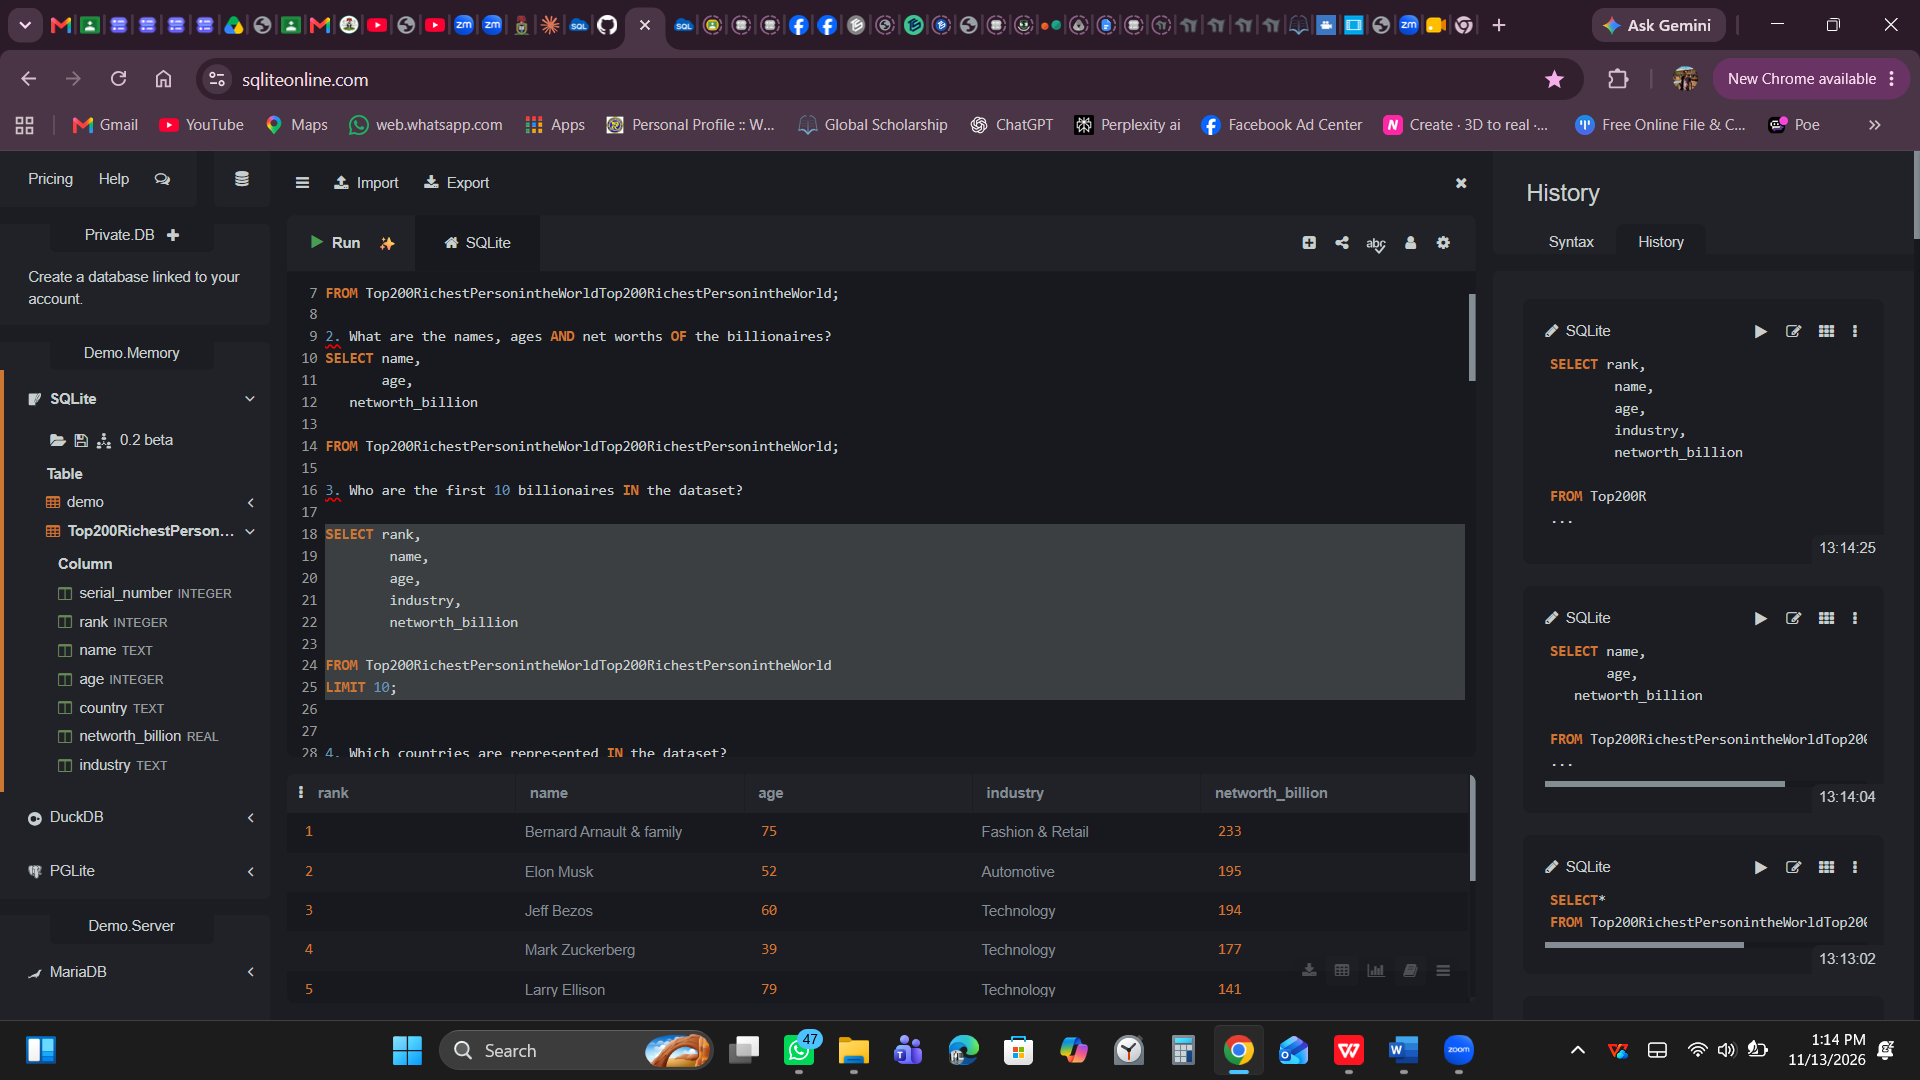 Ask Gemini
sqliteonline.com
New Chrome available
Gmail
YouTube
Maps
web.whatsapp.com
Apps
Personal Profile :: W...
Global Scholarship
ChatGPT
Perplexity ai
Facebook Ad Center
Create · 3D to real ·...
Free Online File & C...
Poe
Pricing
Help
Import
Export
Private.DB
Create a database linked to your
account.
Demo.Memory
SQLite
0.2 beta
Table
demo
Top200RichestPerson...
Column
serial_number INTEGER
rank INTEGER
name TEXT
age INTEGER
country TEXT
networth_billion REAL
industry TEXT
DuckDB
PGLite
Demo.Server
MariaDB
Run
SQLite
abc
7 FROM Top200RichestPersonintheWorldTop200RichestPersonintheWorld;
8
9 2. What are the names, ages AND net worths OF the billionaires?
10 SELECT name,
11 age,
12 networth_billion
13
14 FROM Top200RichestPersonintheWorldTop200RichestPersonintheWorld;
15
16 3. Who are the first 10 billionaires IN the dataset?
17
18 SELECT rank,
19 name,
20 age,
21 industry,
22 networth_billion
23
24 FROM Top200RichestPersonintheWorldTop200RichestPersonintheWorld
25 LIMIT 10;
26
27
28 4. Which countries are represented IN the dataset?
rank name age industry networth_billion
1 Bernard Arnault & family 75 Fashion & Retail 233
2 Elon Musk 52 Automotive 195
3 Jeff Bezos 60 Technology 194
4 Mark Zuckerberg 39 Technology 177
5 Larry Ellison 79 Technology 141
History
Syntax
History
SQLite
SELECT rank,
name,
age,
industry,
networth_billion
FROM Top200R
...
13:14:25
SQLite
SELECT name,
age,
networth_billion
FROM Top200RichestPersonintheWorldTop200
...
13:14:04
SQLite
SELECT*
FROM Top200RichestPersonintheWorldTop200
13:13:02
Search
47
zoom
1:14 PM
11/13/2026